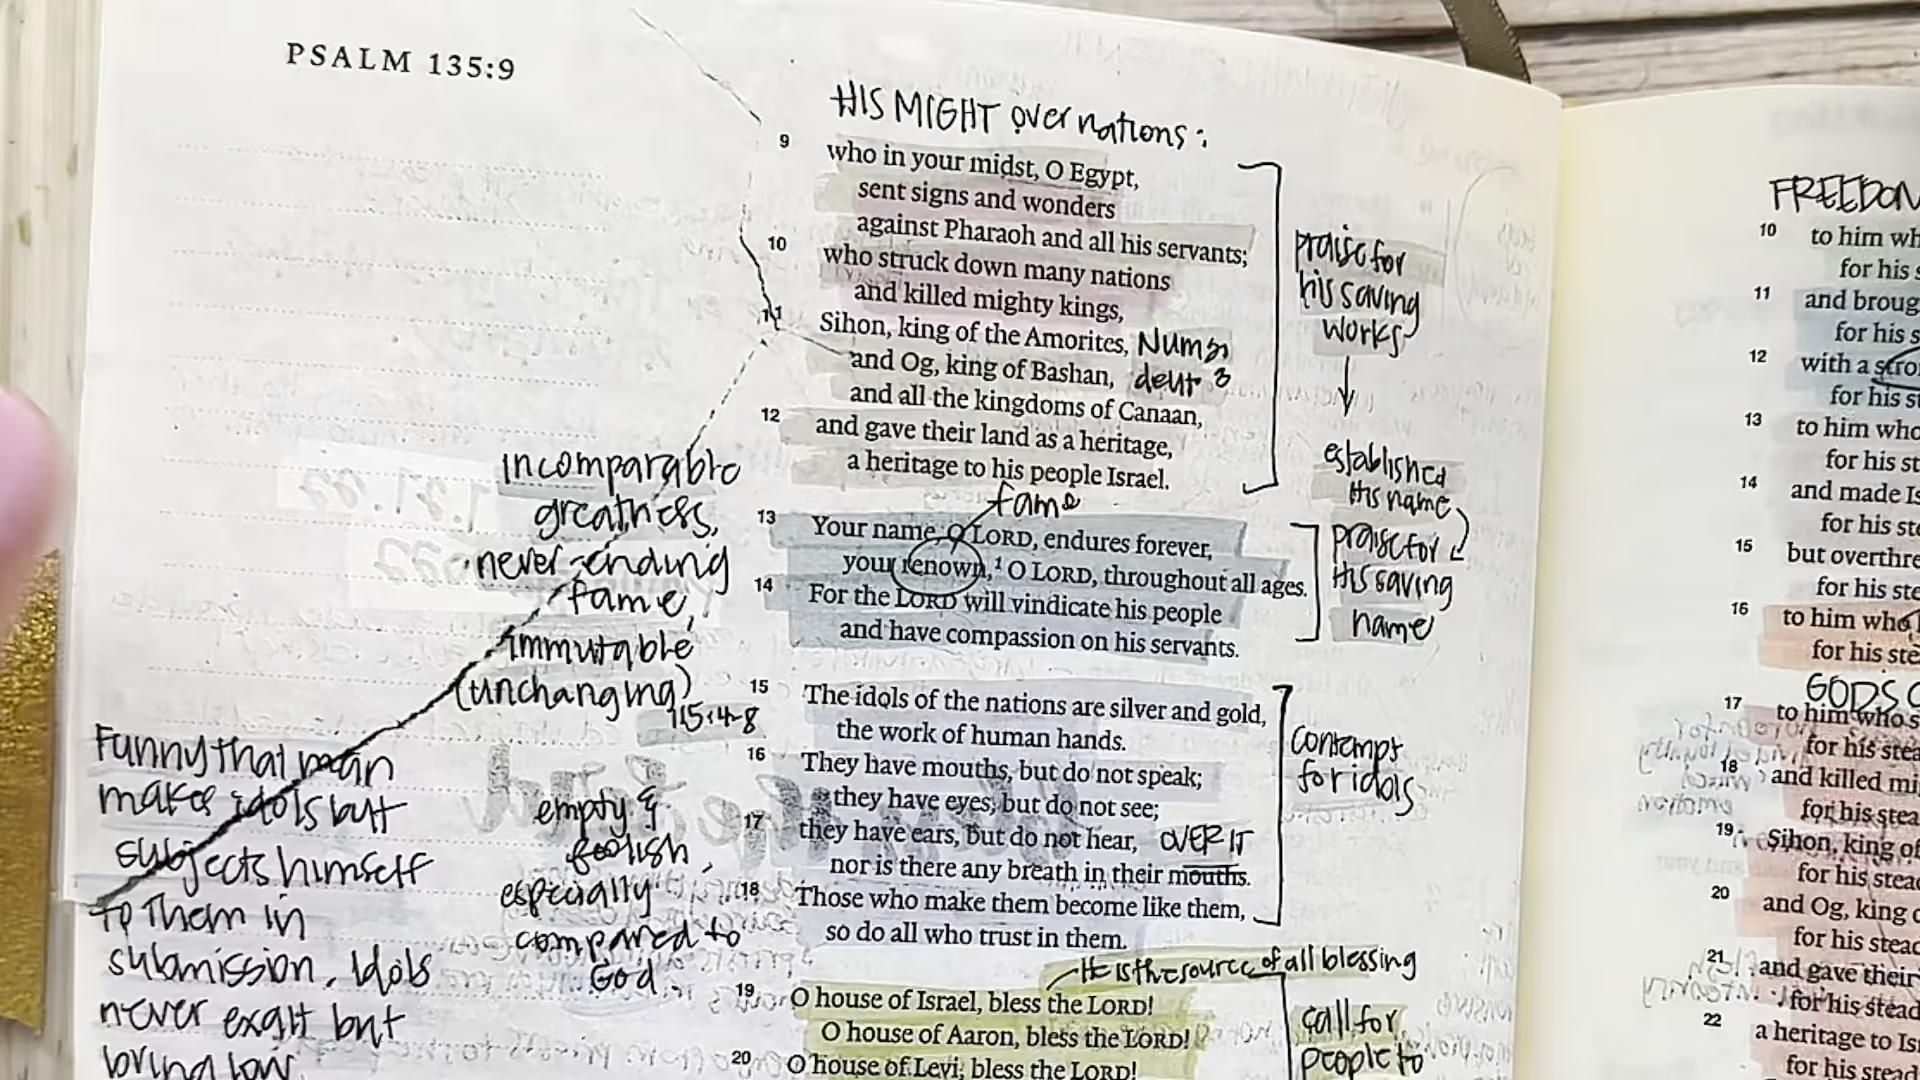 PSALM 135:9
HIS MIGHT over nations:
9 who in your midst, O Egypt,
sent signs and wonders
against Pharaoh and all his servants;
10 who struck down many nations
and killed mighty kings,
11 Sihon, king of the Amorites, Num 21
and Og, king of Bashan, deut 3
and all the kingdoms of Canaan,
12 and gave their land as a heritage,
a heritage to his people Israel.
praise for
his saving
works
established
His name
fame
13 Your name, O LORD, endures forever,
your renown,¹ O LORD, throughout all ages.
14 For the LORD will vindicate his people
and have compassion on his servants.
praise for
His saving
name
incomparable
greatness,
never-ending
fame,
immutable
(unchanging)
115:4-8
15 The idols of the nations are silver and gold,
the work of human hands.
16 They have mouths, but do not speak;
they have eyes, but do not see;
17 they have ears, but do not hear, OVER IT
nor is there any breath in their mouths.
18 Those who make them become like them,
so do all who trust in them.
contempt
for idols
Funny that man
makes idols but
subjects himself
to them in
submission. Idols
never exalt but
bring low.
empty &
foolish,
especially
compared to
God.
He is the source of all blessing
19 O house of Israel, bless the LORD!
O house of Aaron, bless the LORD!
20 O house of Levi, bless the LORD!
call for
people to
FREEDOM
10 to him wh
for his s
11 and broug
for his s
12 with a stro
for his st
13 to him who
for his st
14 and made Is
for his ste
15 but overthre
for his ste
16 to him who
for his ste
GODS
17 to him who s
for his stea
18 and killed mi
for his stea
19 Sihon, king of
for his stead
20 and Og, king o
for his stead
21 and gave their
for his stead
22 a heritage to Is
for his stead